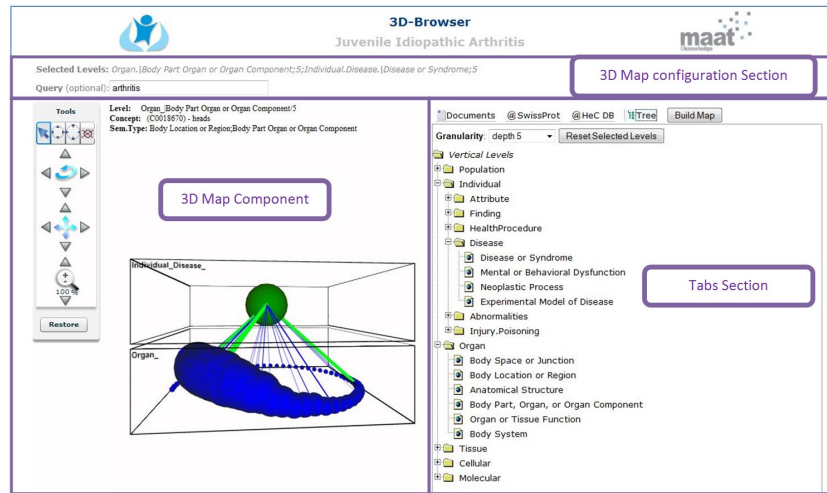 3D-Browser
Juvenile Idiopathic Arthritis
maat
Gknowledge
Selected Levels: Organ.|Body Part Organ or Organ Component;5;Individual.Disease.|Disease or Syndrome;5
Query (optional): arthritis
3D Map configuration Section
Tools
Level: Organ_|Body Part Organ or Organ Component/5
Concept: (C0018670) - heads
Sem.Type: Body Location or Region;Body Part Organ or Organ Component
100 %
Restore
3D Map Component
Individual_Disease_
Organ_
Documents @SwissProt @HeC DB Tree Build Map
Granularity: depth 5 Reset Selected Levels
Vertical Levels
Population
Individual
Attribute
Finding
HealthProcedure
Disease
Disease or Syndrome
Mental or Behavioral Dysfunction
Neoplastic Process
Experimental Model of Disease
Abnormalities
Injury.Poisoning
Organ
Body Space or Junction
Body Location or Region
Anatomical Structure
Body Part, Organ, or Organ Component
Organ or Tissue Function
Body System
Tissue
Cellular
Molecular
Tabs Section